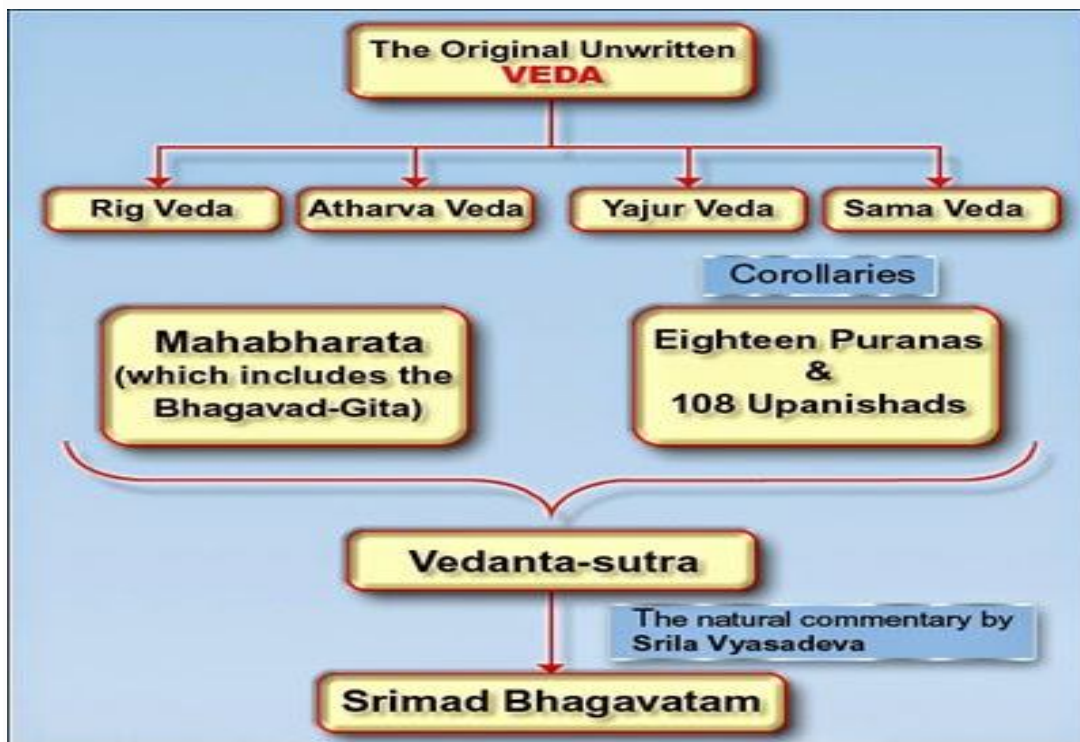 The Original Unwritten
VEDA
Rig Veda
Atharva Veda
Yajur Veda
Sama Veda
Corollaries
Mahabharata
(which includes the
Bhagavad-Gita)
Eighteen Puranas
&
108 Upanishads
Vedanta-sutra
The natural commentary by
Srila Vyasadeva
Srimad Bhagavatam